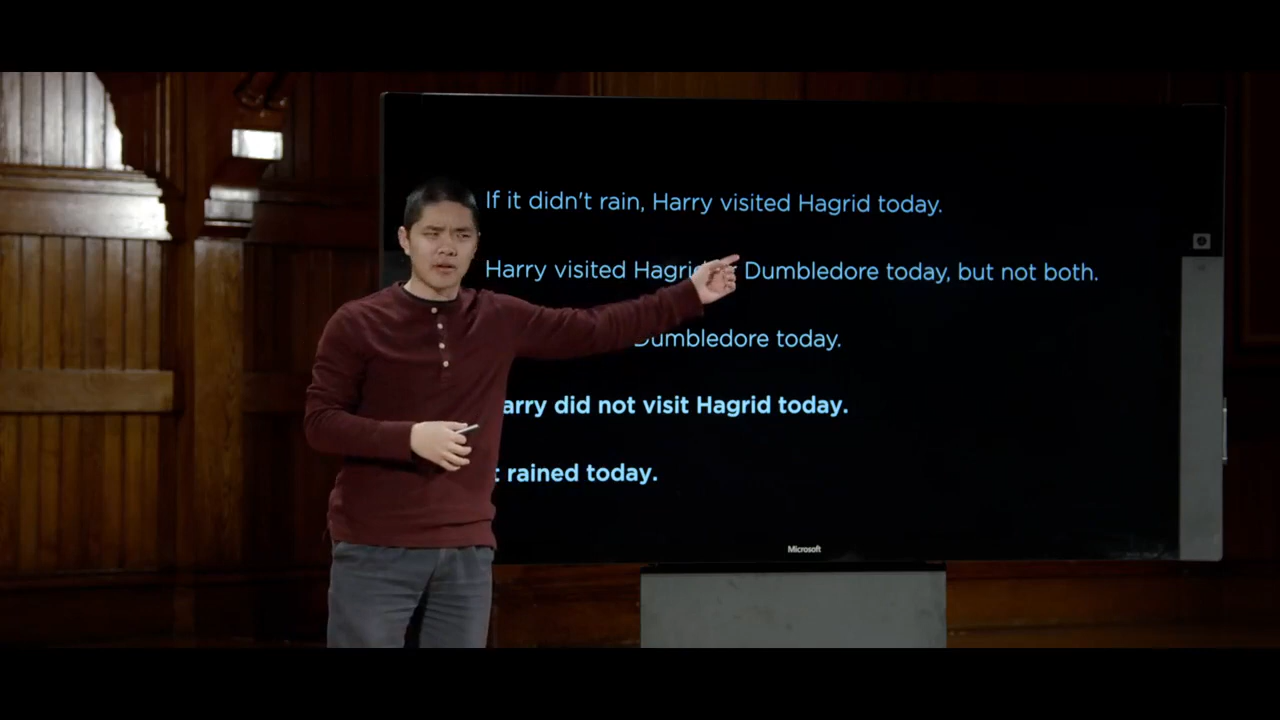 If it didn't rain, Harry visited Hagrid today.
Harry visited Hagrid Dumbledore today, but not both.
Dumbledore today.
arry did not visit Hagrid today.
t rained today.
Microsoft